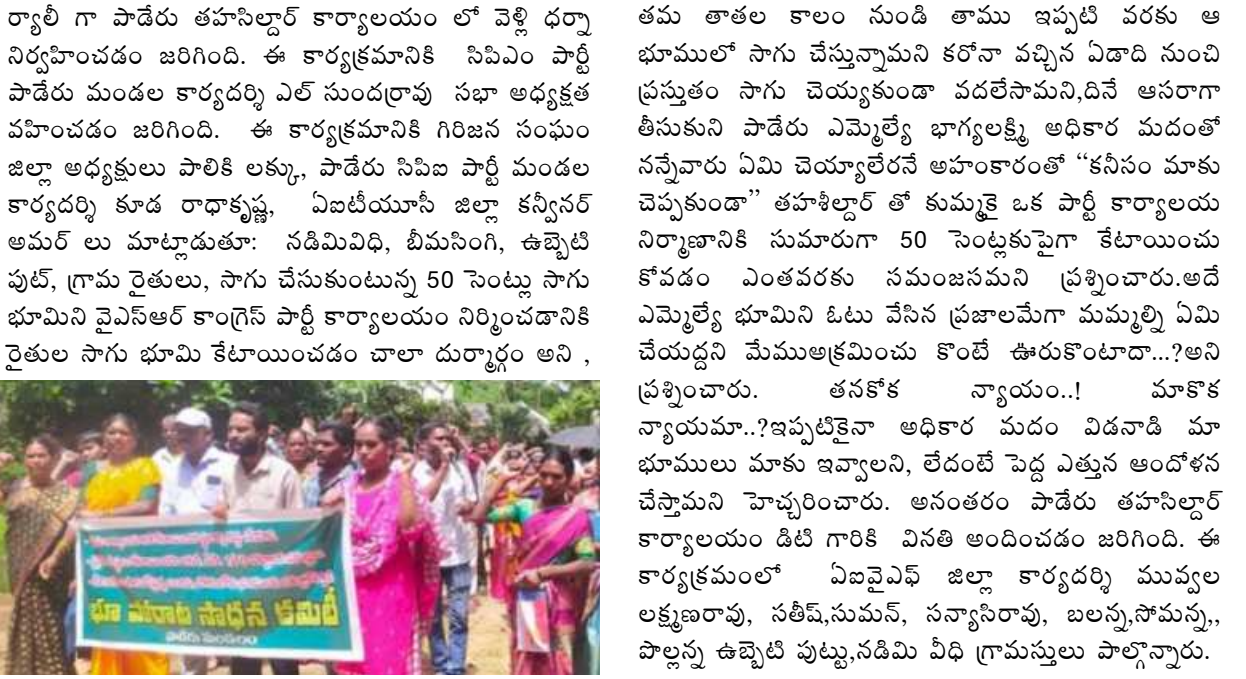 ర్యాలీ గా పాడేరు తహసిల్దార్ కార్యాలయం లో వెళ్లి ధర్నా
నిర్వహించడం జరిగింది. ఈ కార్యక్రమానికి సిపిఎం పార్టీ
పాడేరు మండల కార్యదర్శి ఎల్ సుందర్రావు సభా అధ్యక్షత
వహించడం జరిగింది. ఈ కార్యక్రమానికి గిరిజన సంఘం
జిల్లా అధ్యక్షులు పాలికి లక్కు, పాడేరు సిపిఐ పార్టీ మండల
కార్యదర్శి కూడ రాధాకృష్ణ, ఏఐటీయూసీ జిల్లా కన్వీనర్
అమర్ లు మాట్లాడుతూ: నడిమివిధి, బీమసింగి, ఉబ్బెటి
పుట్, గ్రామ రైతులు, సాగు చేసుకుంటున్న 50 సెంట్లు సాగు
భూమిని వైఎస్ఆర్ కాంగ్రెస్ పార్టీ కార్యాలయం నిర్మించడానికి
రైతుల సాగు భూమి కేటాయించడం చాలా దుర్మార్గం అని ,
భూ పోరాట సాధన కమిటీ
పాడేరు మండలం
తమ తాతల కాలం నుండి తాము ఇప్పటి వరకు ఆ
భూములో సాగు చేస్తున్నామని కరోనా వచ్చిన ఏడాది నుంచి
ప్రస్తుతం సాగు చెయ్యకుండా వదలేసామని,దినే ఆసరాగా
తీసుకుని పాడేరు ఎమ్మెల్యే భాగ్యలక్ష్మి అధికార మదంతో
నన్నేవారు ఏమి చెయ్యాలేరనే అహంకారంతో “కనీసం మాకు
చెప్పకుండా” తహశీల్దార్ తో కుమ్మకై ఒక పార్టీ కార్యాలయ
నిర్మాణానికి సుమారుగా 50 సెంట్లకుపైగా కేటాయించు
కోవడం ఎంతవరకు సమంజసమని ప్రశ్నించారు.అదే
ఎమ్మెల్యే భూమిని ఓటు వేసిన ప్రజాలమేగా మమ్మల్ని ఏమి
చేయద్దని మేముఅక్రమించు కొంటే ఊరుకొంటాదా...?అని
ప్రశ్నించారు. తనకోక న్యాయం..! మాకొక
న్యాయమా..?ఇప్పటికైనా అధికార మదం విడనాడి మా
భూములు మాకు ఇవ్వాలని, లేదంటే పెద్ద ఎత్తున ఆందోళన
చేస్తామని హెచ్చరించారు. అనంతరం పాడేరు తహసిల్దార్
కార్యాలయం డిటి గారికి వినతి అందించడం జరిగింది. ఈ
కార్యక్రమంలో ఏఐవైఎఫ్ జిల్లా కార్యదర్శి మువ్వల
లక్ష్మణరావు, సతీష్,సుమన్, సన్యాసిరావు, బలన్న,సోమన్న,,
పొల్లన్న ఉబ్బెటి పుట్టు,నడిమి వీధి గ్రామస్తులు పాల్గొన్నారు.